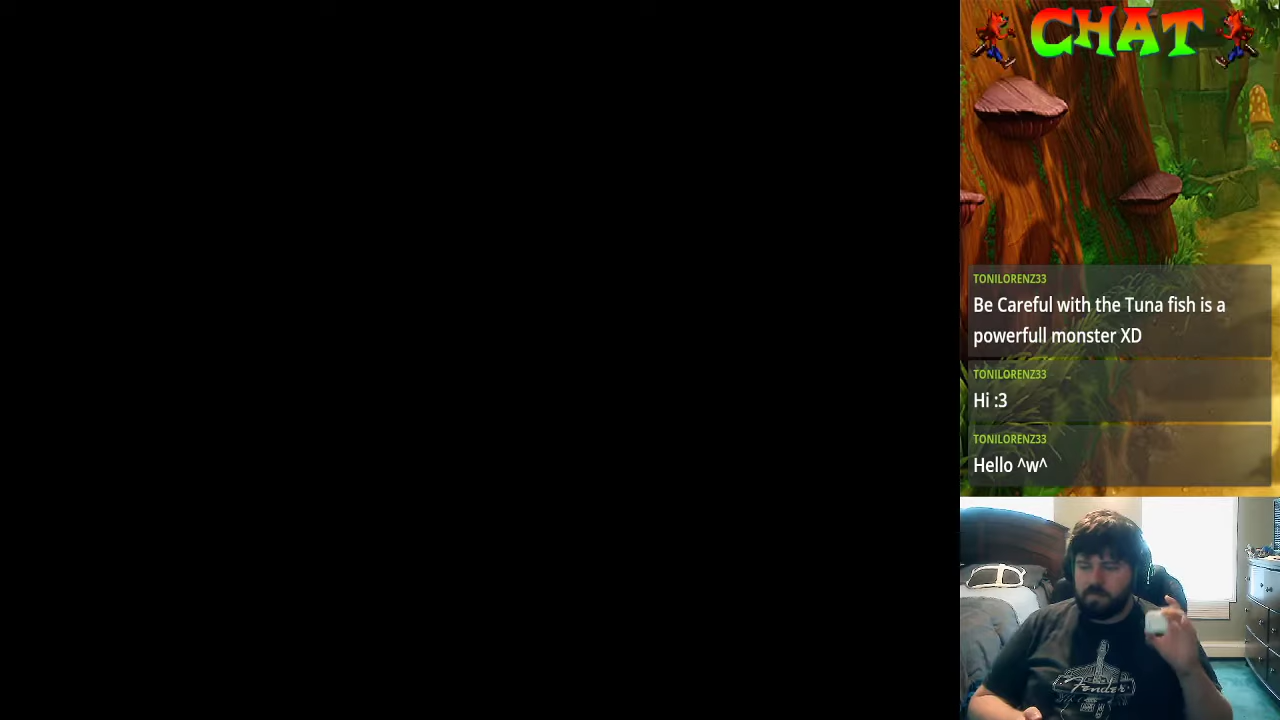 CHAT
TONILORENZ33
Be Careful with the Tuna fish is a
powerfull monster XD
TONILORENZ33
Hi :3
TONILORENZ33
Hello ^w^
Fender